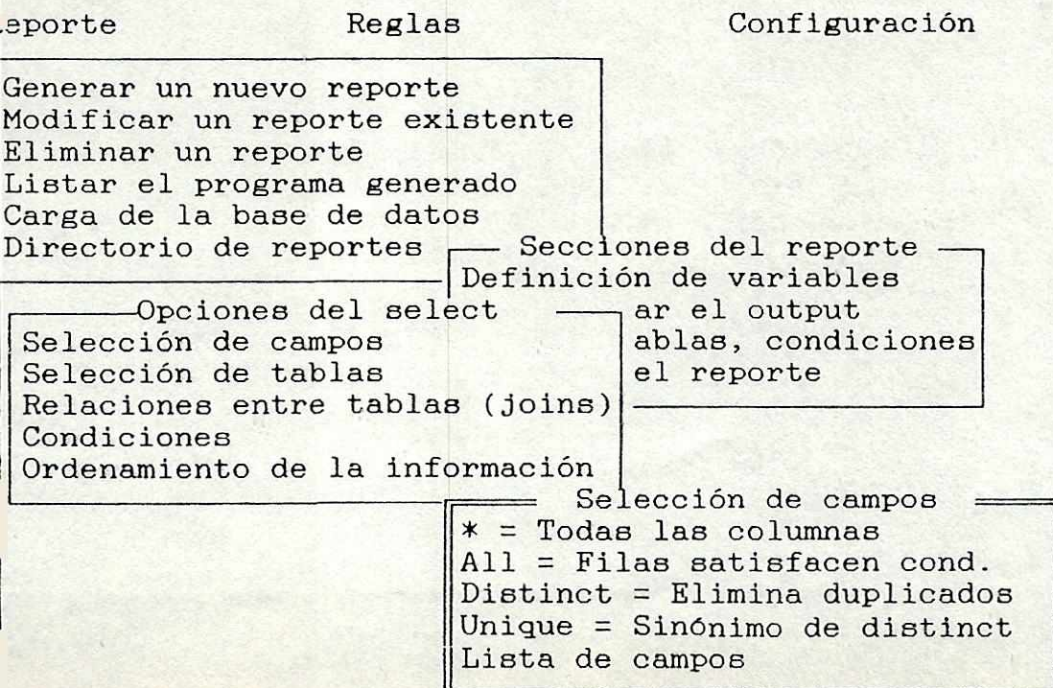 eporte Reglas Configuración
Generar un nuevo reporte
Modificar un reporte existente
Eliminar un reporte
Listar el programa generado
Carga de la base de datos
Directorio de reportes
Secciones del reporte
Definición de variables
ar el output
ablas, condiciones
el reporte
Opciones del select
Selección de campos
Selección de tablas
Relaciones entre tablas (joins)
Condiciones
Ordenamiento de la información
Selección de campos
* = Todas las columnas
All = Filas satisfacen cond.
Distinct = Elimina duplicados
Unique = Sinónimo de distinct
Lista de campos